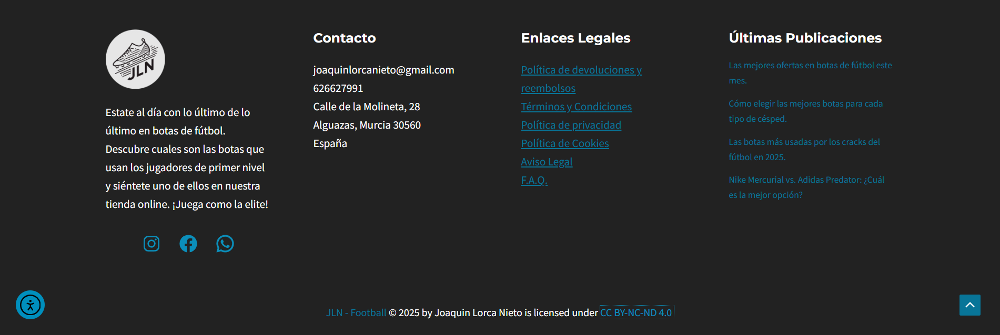 JLN
Estate al día con lo último de lo
último en botas de fútbol.
Descubre cuales son las botas que
usan los jugadores de primer nivel
y siéntete uno de ellos en nuestra
tienda online. ¡Juega como la elite!
Contacto
joaquinlorcanieto@gmail.com
626627991
Calle de la Molineta, 28
Alguazas, Murcia 30560
España
Enlaces Legales
Política de devoluciones y
reembolsos
Términos y Condiciones
Política de privacidad
Política de Cookies
Aviso Legal
F.A.Q.
Últimas Publicaciones
Las mejores ofertas en botas de fútbol este
mes.
Cómo elegir las mejores botas para cada
tipo de césped.
Las botas más usadas por los cracks del
fútbol en 2025.
Nike Mercurial vs. Adidas Predator: ¿Cuál
es la mejor opción?
JLN - Football © 2025 by Joaquin Lorca Nieto is licensed under CC BY-NC-ND 4.0